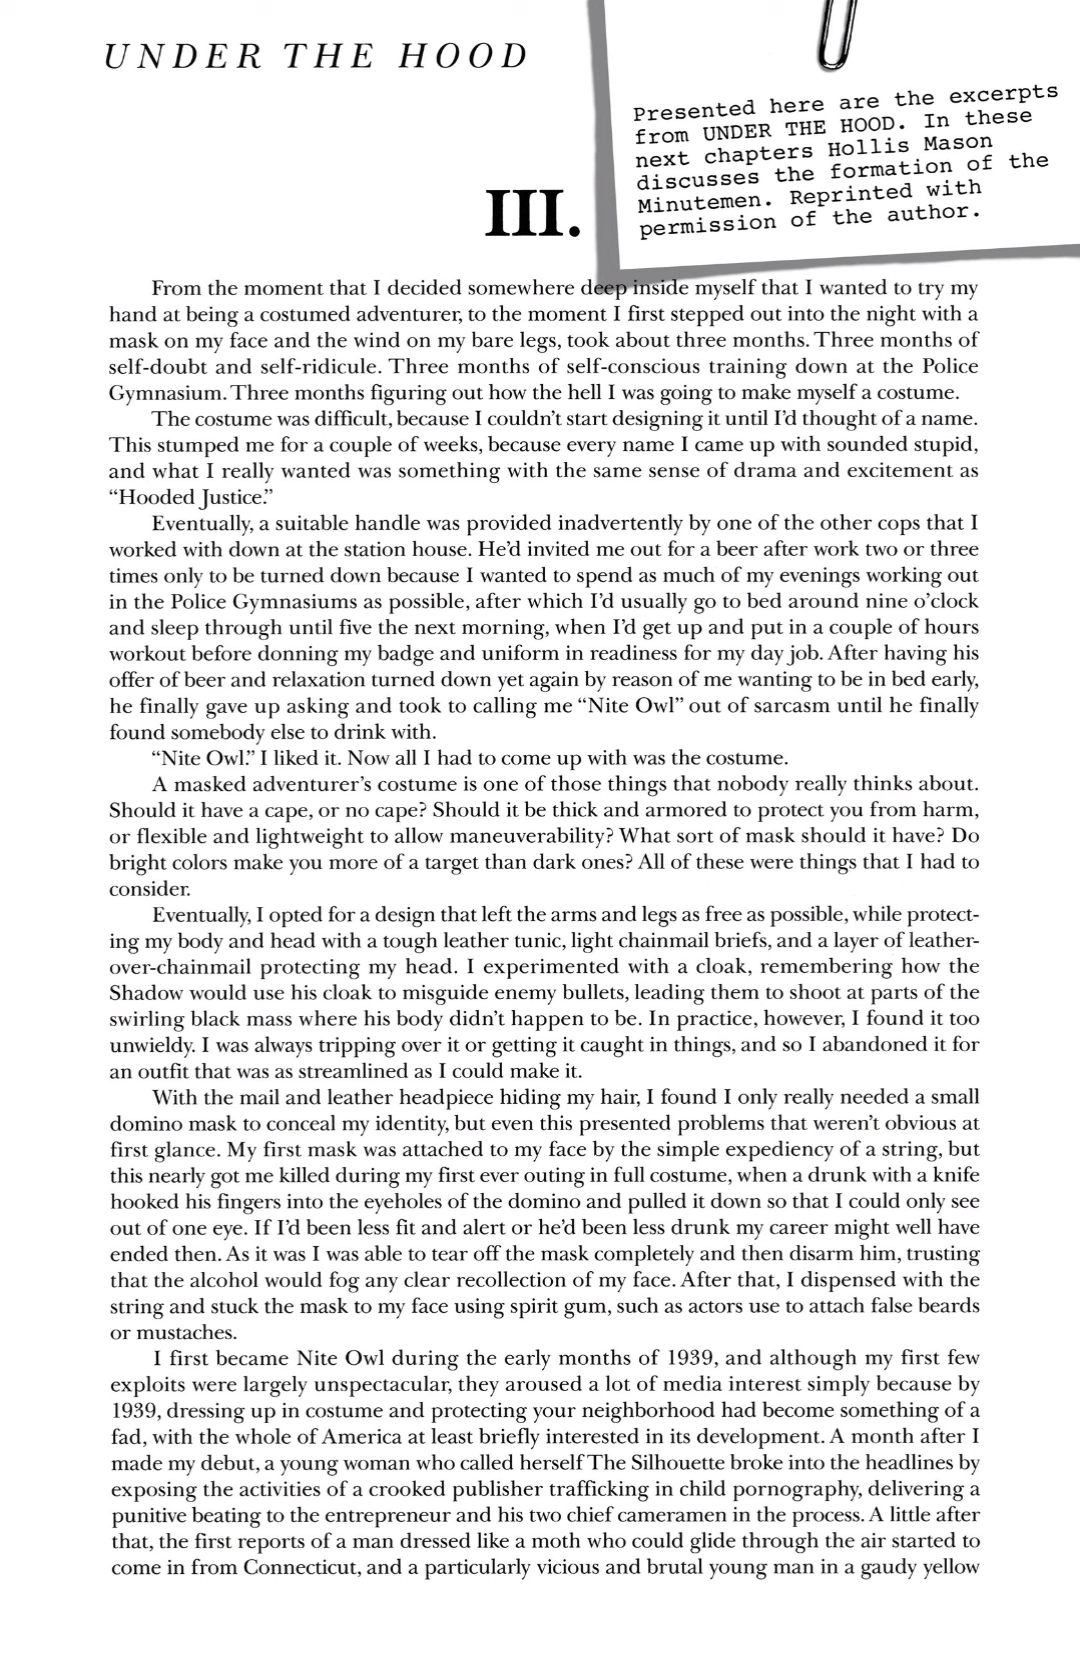 UNDER THE HOOD
Presented here are the excerpts
from UNDER THE HOOD. In these
next chapters Hollis Mason
discusses the formation of the
Minutemen. Reprinted with
permission of the author.
III.
From the moment that I decided somewhere deep inside myself that I wanted to try my
hand at being a costumed adventurer, to the moment I first stepped out into the night with a
mask on my face and the wind on my bare legs, took about three months. Three months of
self-doubt and self-ridicule. Three months of self-conscious training down at the Police
Gymnasium. Three months figuring out how the hell I was going to make myself a costume.
The costume was difficult, because I couldn’t start designing it until I’d thought of a name.
This stumped me for a couple of weeks, because every name I came up with sounded stupid,
and what I really wanted was something with the same sense of drama and excitement as
“Hooded Justice.”
Eventually, a suitable handle was provided inadvertently by one of the other cops that I
worked with down at the station house. He’d invited me out for a beer after work two or three
times only to be turned down because I wanted to spend as much of my evenings working out
in the Police Gymnasiums as possible, after which I’d usually go to bed around nine o’clock
and sleep through until five the next morning, when I’d get up and put in a couple of hours
workout before donning my badge and uniform in readiness for my day job. After having his
offer of beer and relaxation turned down yet again by reason of me wanting to be in bed early,
he finally gave up asking and took to calling me “Nite Owl” out of sarcasm until he finally
found somebody else to drink with.
“Nite Owl.” I liked it. Now all I had to come up with was the costume.
A masked adventurer’s costume is one of those things that nobody really thinks about.
Should it have a cape, or no cape? Should it be thick and armored to protect you from harm,
or flexible and lightweight to allow maneuverability? What sort of mask should it have? Do
bright colors make you more of a target than dark ones? All of these were things that I had to
consider.
Eventually, I opted for a design that left the arms and legs as free as possible, while protect-
ing my body and head with a tough leather tunic, light chainmail briefs, and a layer of leather-
over-chainmail protecting my head. I experimented with a cloak, remembering how the
Shadow would use his cloak to misguide enemy bullets, leading them to shoot at parts of the
swirling black mass where his body didn’t happen to be. In practice, however, I found it too
unwieldy. I was always tripping over it or getting it caught in things, and so I abandoned it for
an outfit that was as streamlined as I could make it.
With the mail and leather headpiece hiding my hair, I found I only really needed a small
domino mask to conceal my identity, but even this presented problems that weren’t obvious at
first glance. My first mask was attached to my face by the simple expediency of a string, but
this nearly got me killed during my first ever outing in full costume, when a drunk with a knife
hooked his fingers into the eyeholes of the domino and pulled it down so that I could only see
out of one eye. If I’d been less fit and alert or he’d been less drunk my career might well have
ended then. As it was I was able to tear off the mask completely and then disarm him, trusting
that the alcohol would fog any clear recollection of my face. After that, I dispensed with the
string and stuck the mask to my face using spirit gum, such as actors use to attach false beards
or mustaches.
I first became Nite Owl during the early months of 1939, and although my first few
exploits were largely unspectacular, they aroused a lot of media interest simply because by
1939, dressing up in costume and protecting your neighborhood had become something of a
fad, with the whole of America at least briefly interested in its development. A month after I
made my debut, a young woman who called herself The Silhouette broke into the headlines by
exposing the activities of a crooked publisher trafficking in child pornography, delivering a
punitive beating to the entrepreneur and his two chief cameramen in the process. A little after
that, the first reports of a man dressed like a moth who could glide through the air started to
come in from Connecticut, and a particularly vicious and brutal young man in a gaudy yellow